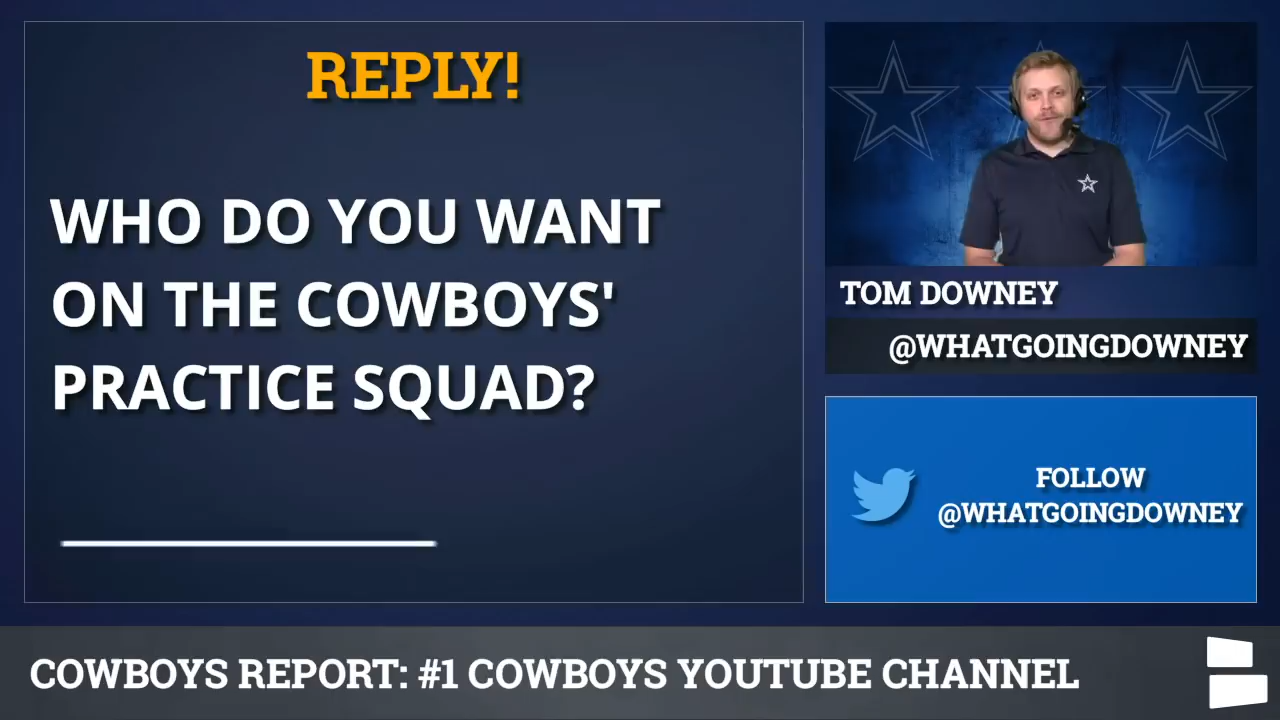 REPLY!
WHO DO YOU WANT
ON THE COWBOYS'
PRACTICE SQUAD?
TOM DOWNEY
@WHATGOINGDOWNEY
FOLLOW
@WHATGOINGDOWNEY
COWBOYS REPORT: #1 COWBOYS YOUTUBE CHANNEL